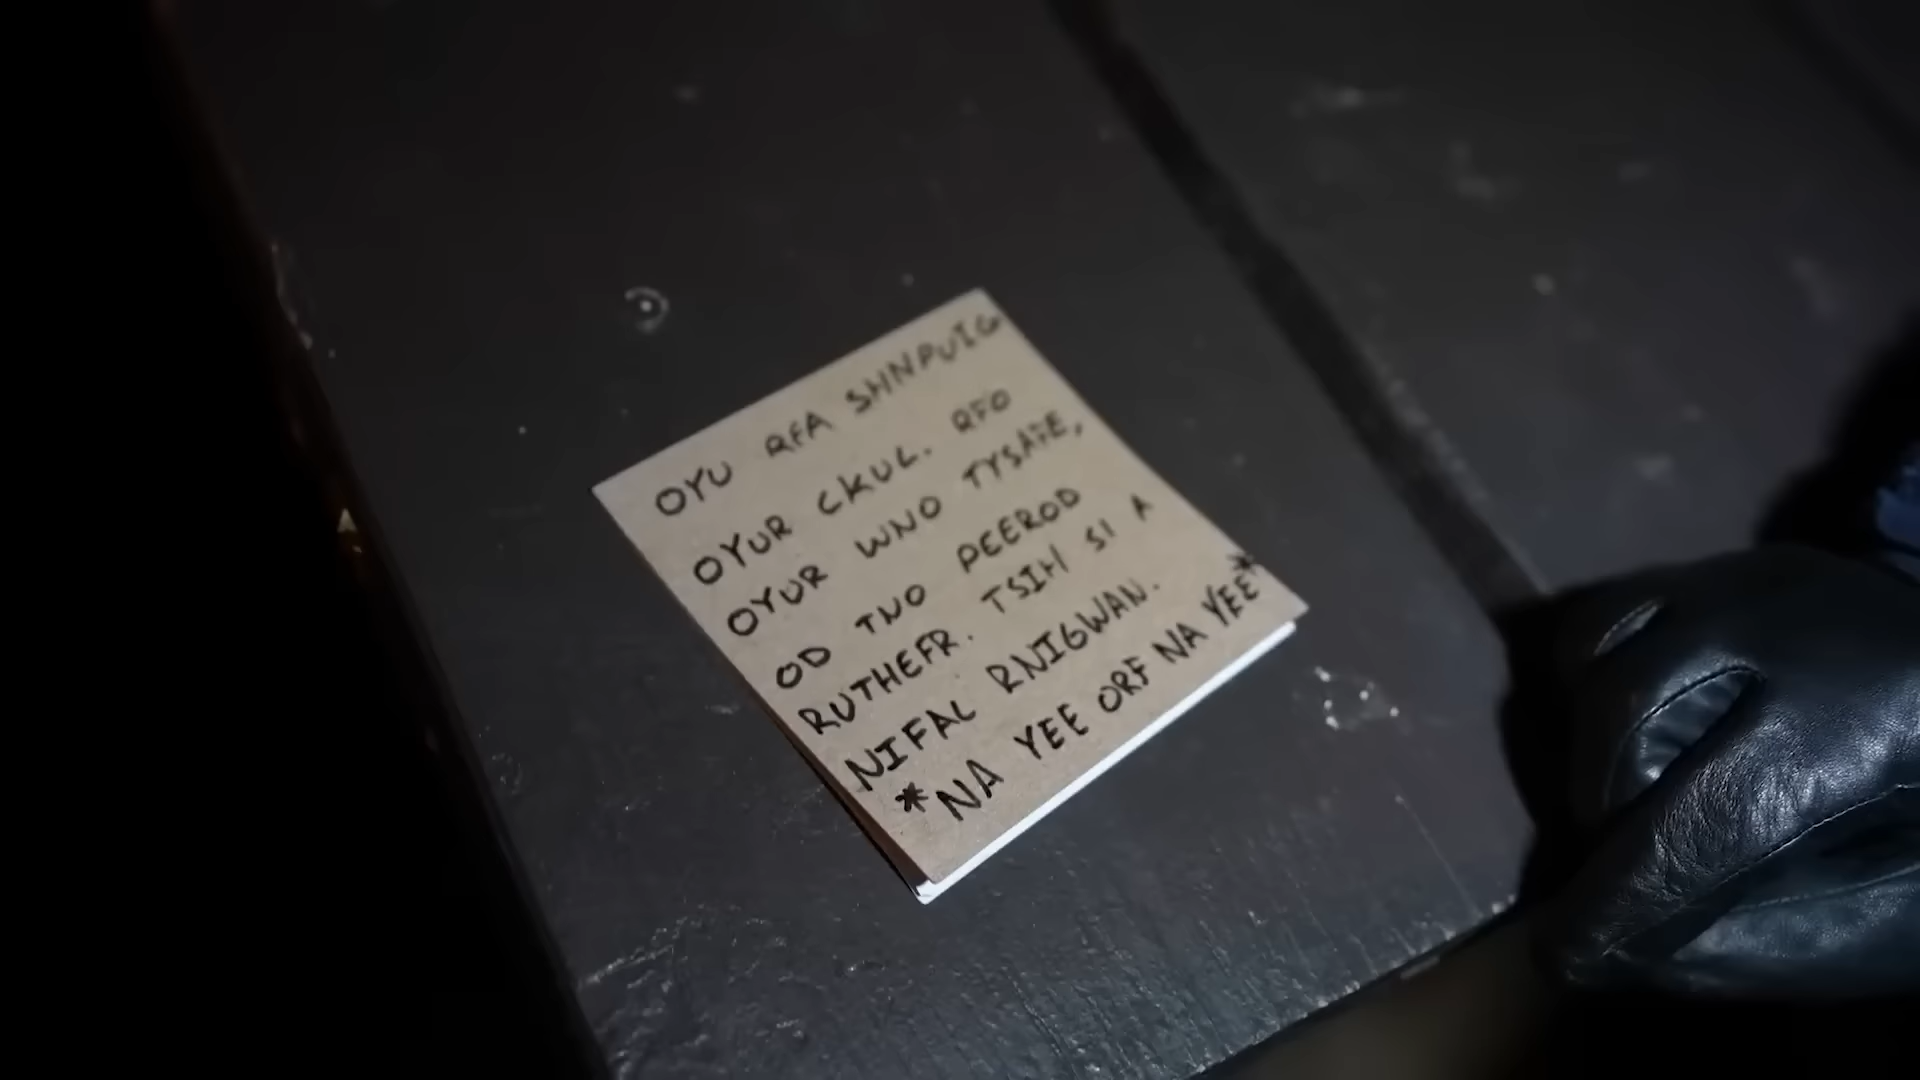 OYU RFA SHNPUIG
OYUR CKUL. RFO
OYUR WNO TYSAFE,
OD TNO PEEROD
RUTHEFR. TSIH SI A
NIFAL RNIGWAN.
*NA YEE ORF NA YEE*